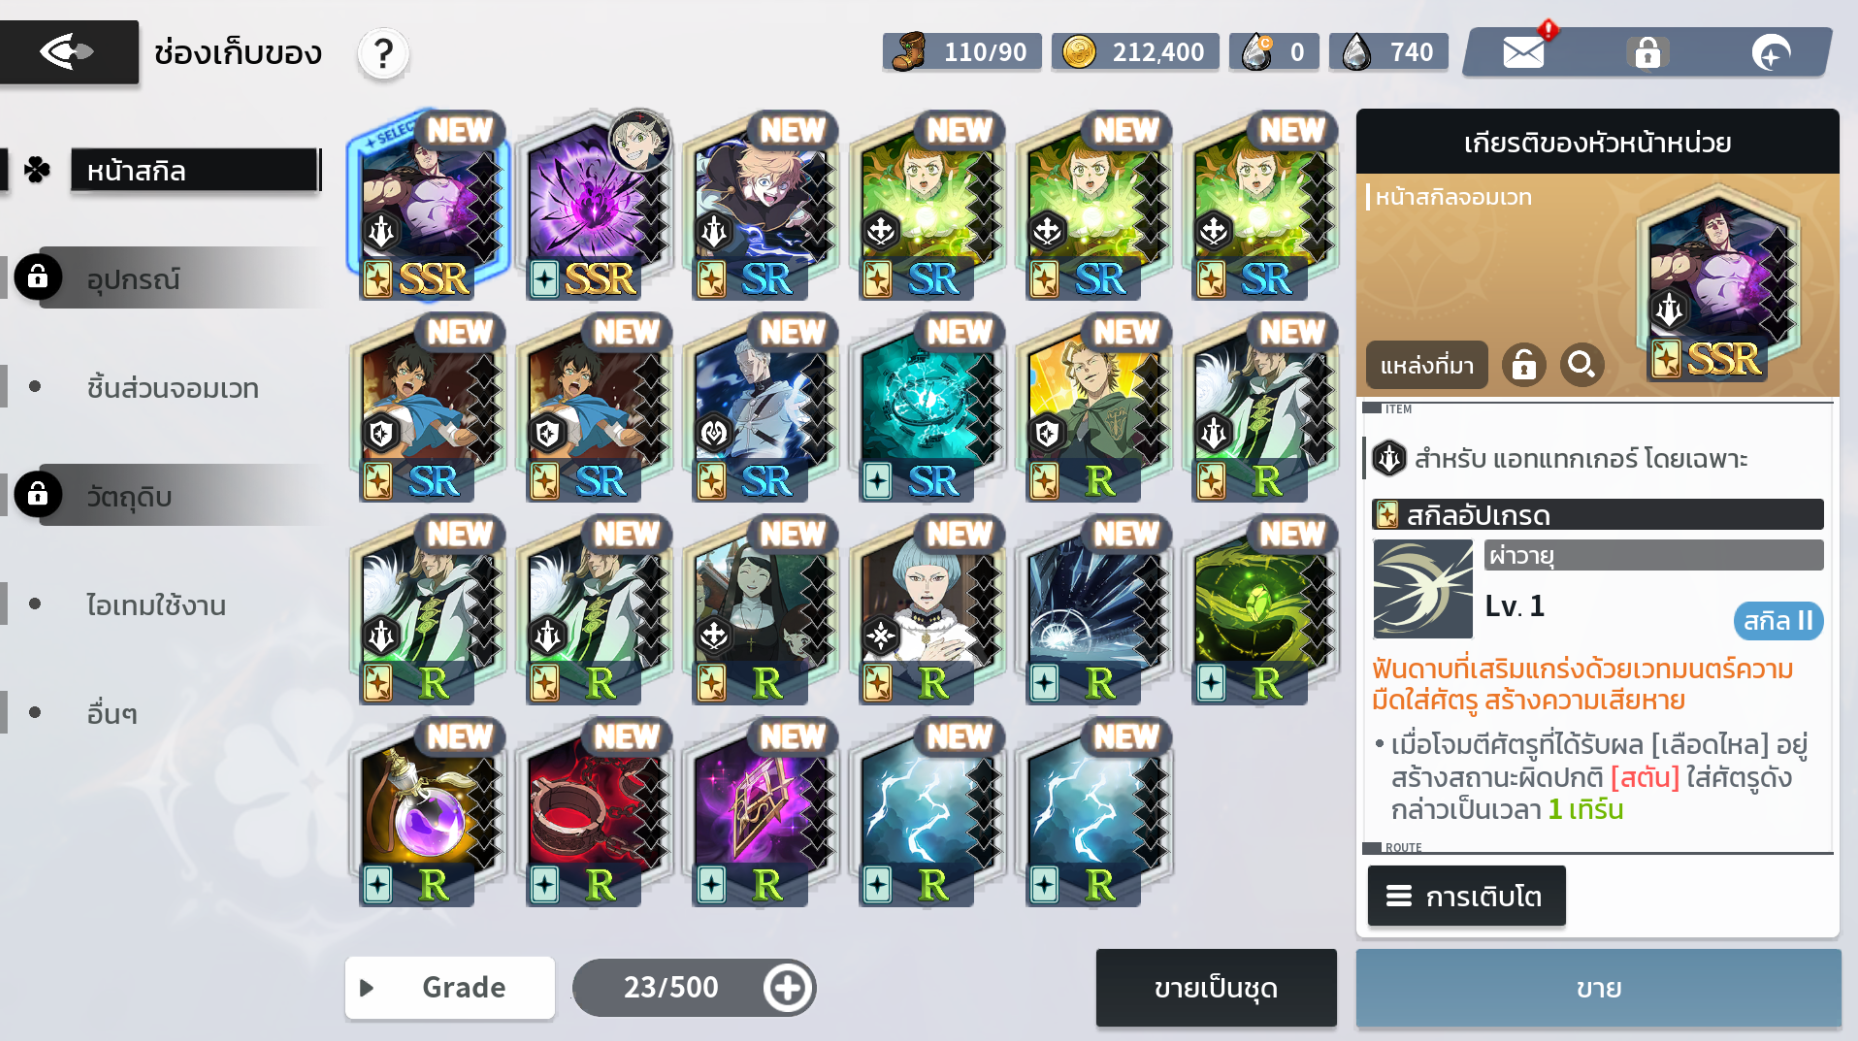 ช่องเก็บของ
?
110/90
212,400
0
740
หน้าสกิล
อุปกรณ์
ชิ้นส่วนจอมเวท
วัตถุดิบ
ไอเทมใช้งาน
อื่นๆ
SELECT NEW NEW NEW NEW NEW
SSR SSR SR SR SR SR
NEW NEW NEW NEW NEW NEW
SR SR SR SR R R
NEW NEW NEW NEW NEW NEW
R R R R R R
NEW NEW NEW NEW NEW
R R R R R
Grade
23/500
ขายเป็นชุด
เกียรติของหัวหน้าหน่วย
หน้าสกิลจอมเวท
SSR
แหล่งที่มา
ITEM
สำหรับ แอทแทกเกอร์ โดยเฉพาะ
สกิลอัปเกรด
ผ่าวายุ
Lv. 1
สกิล II
ฟันดาบที่เสริมแกร่งด้วยเวทมนตร์ความ
มืดใส่ศัตรู สร้างความเสียหาย
• เมื่อโจมตีศัตรูที่ได้รับผล [เลือดไหล] อยู่
สร้างสถานะผิดปกติ [สตัน] ใส่ศัตรูดัง
กล่าวเป็นเวลา 1 เทิร์น
ROUTE
การเติบโต
ขาย